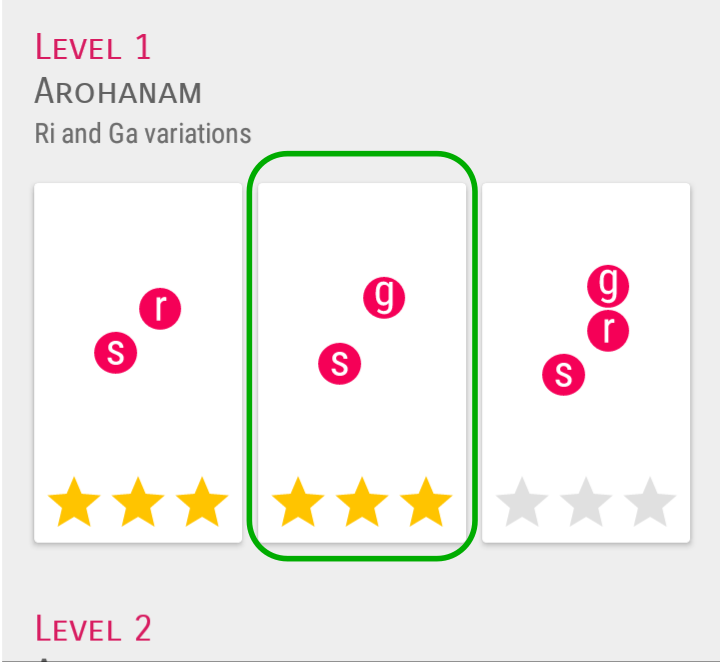 Level 1
Arohanam
Ri and Ga variations
r
s
g
s
g
r
s
Level 2